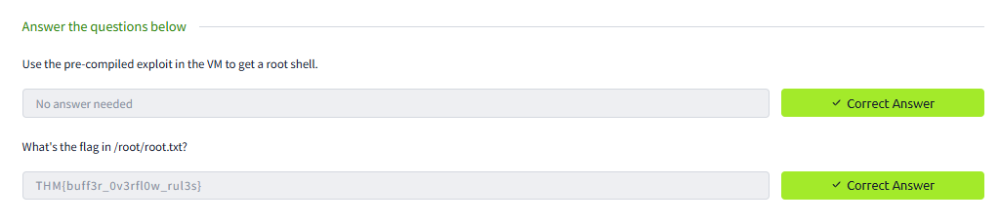 Answer the questions below
Use the pre-compiled exploit in the VM to get a root shell.
No answer needed
✓ Correct Answer
What's the flag in /root/root.txt?
THM{buff3r_0v3rfl0w_rul3s}
✓ Correct Answer